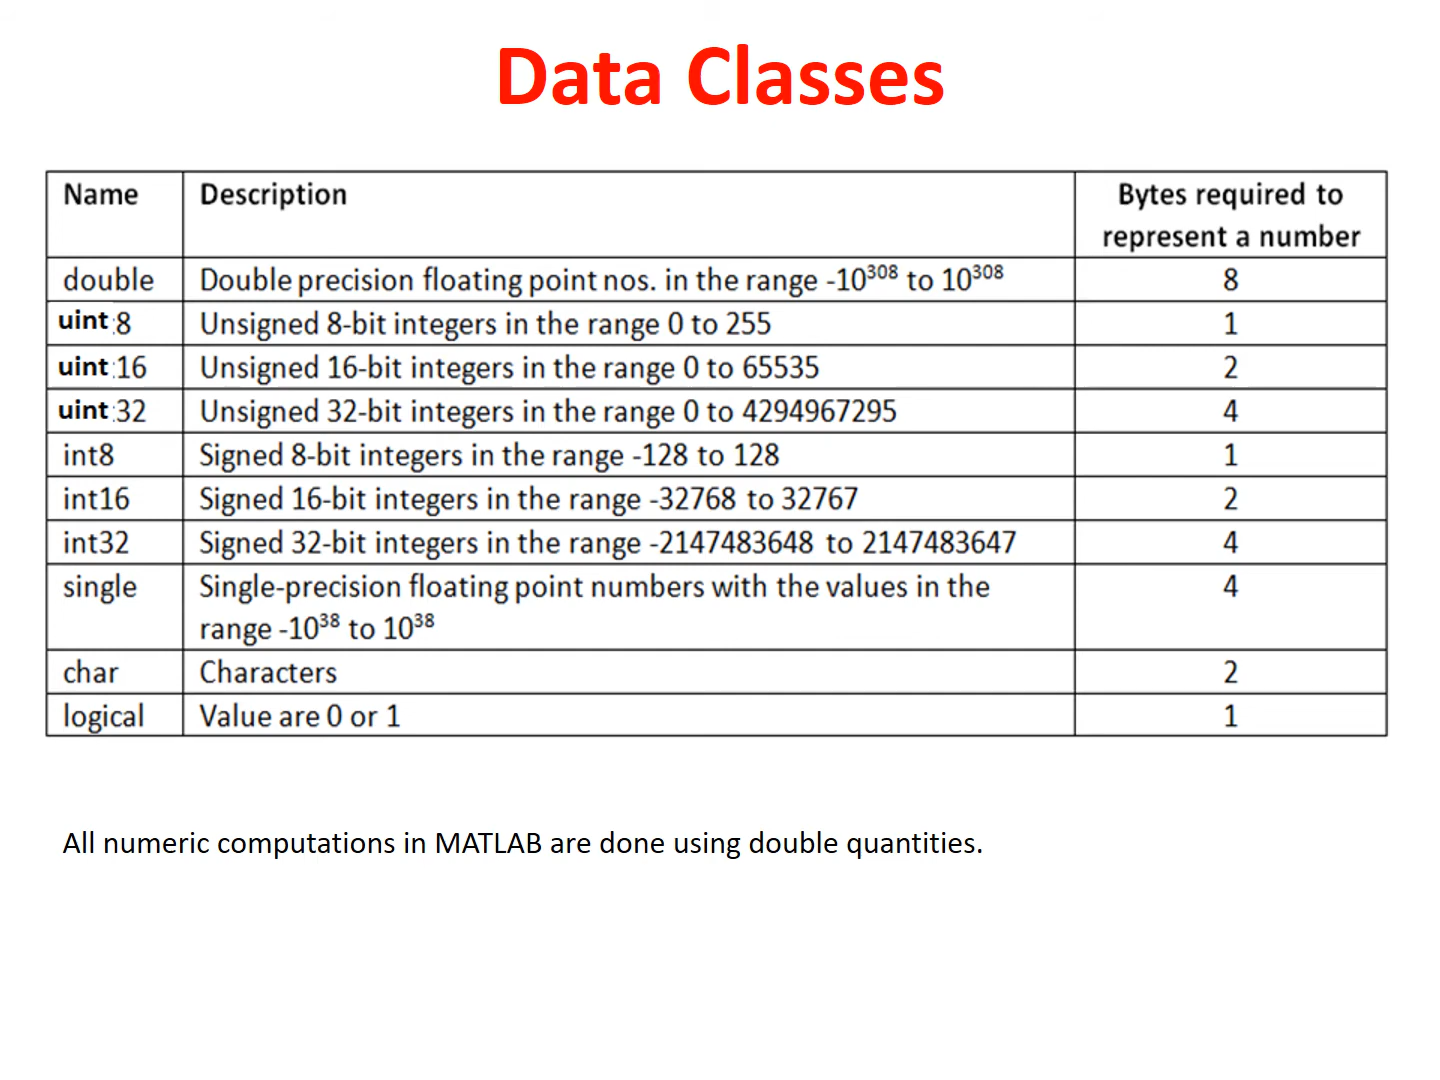 Data Classes
Name Description Bytes required to
represent a number
double Double precision floating point nos. in the range -10³⁰⁸ to 10³⁰⁸ 8
uint :8 Unsigned 8-bit integers in the range 0 to 255 1
uint :16 Unsigned 16-bit integers in the range 0 to 65535 2
uint :32 Unsigned 32-bit integers in the range 0 to 4294967295 4
int8 Signed 8-bit integers in the range -128 to 128 1
int16 Signed 16-bit integers in the range -32768 to 32767 2
int32 Signed 32-bit integers in the range -2147483648 to 2147483647 4
single Single-precision floating point numbers with the values in the 4
range -10³⁸ to 10³⁸
char Characters 2
logical Value are 0 or 1 1
All numeric computations in MATLAB are done using double quantities.